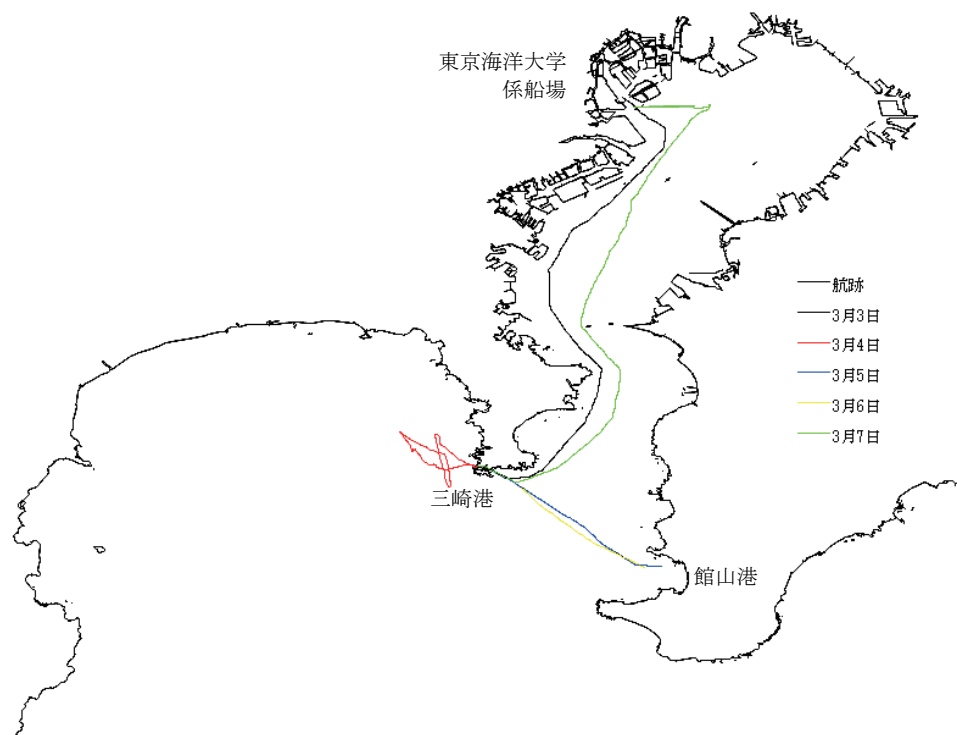 東京海洋大学
係船場
航跡
3月3日
3月4日
3月5日
3月6日
3月7日
三崎港
館山港